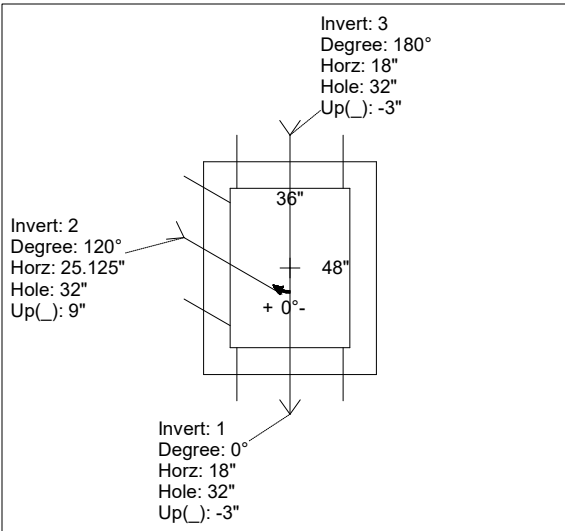 Invert: 3
Degree: 180°
Horz: 18"
Hole: 32"
Up(_): -3"
36"
Invert: 2
Degree: 120°
Horz: 25.125"
Hole: 32"
Up(_): 9"
48"
+ 0°-
Invert: 1
Degree: 0°
Horz: 18"
Hole: 32"
Up(_): -3"